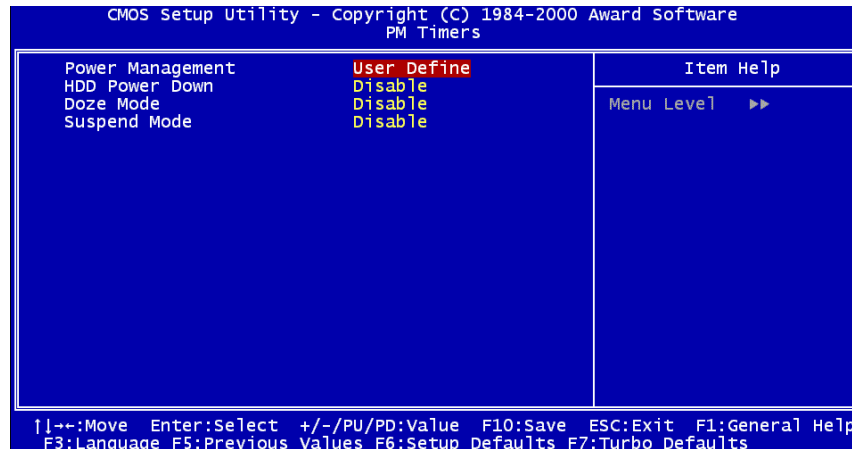 CMOS Setup Utility - Copyright (C) 1984-2000 Award Software
PM Timers
Power Management User Define
HDD Power Down Disable
Doze Mode Disable
Suspend Mode Disable
Item Help
Menu Level ►►
↑↓→←:Move Enter:Select +/-/PU/PD:Value F10:Save ESC:Exit F1:General Help
F3:Language F5:Previous Values F6:Setup Defaults F7:Turbo Defaults